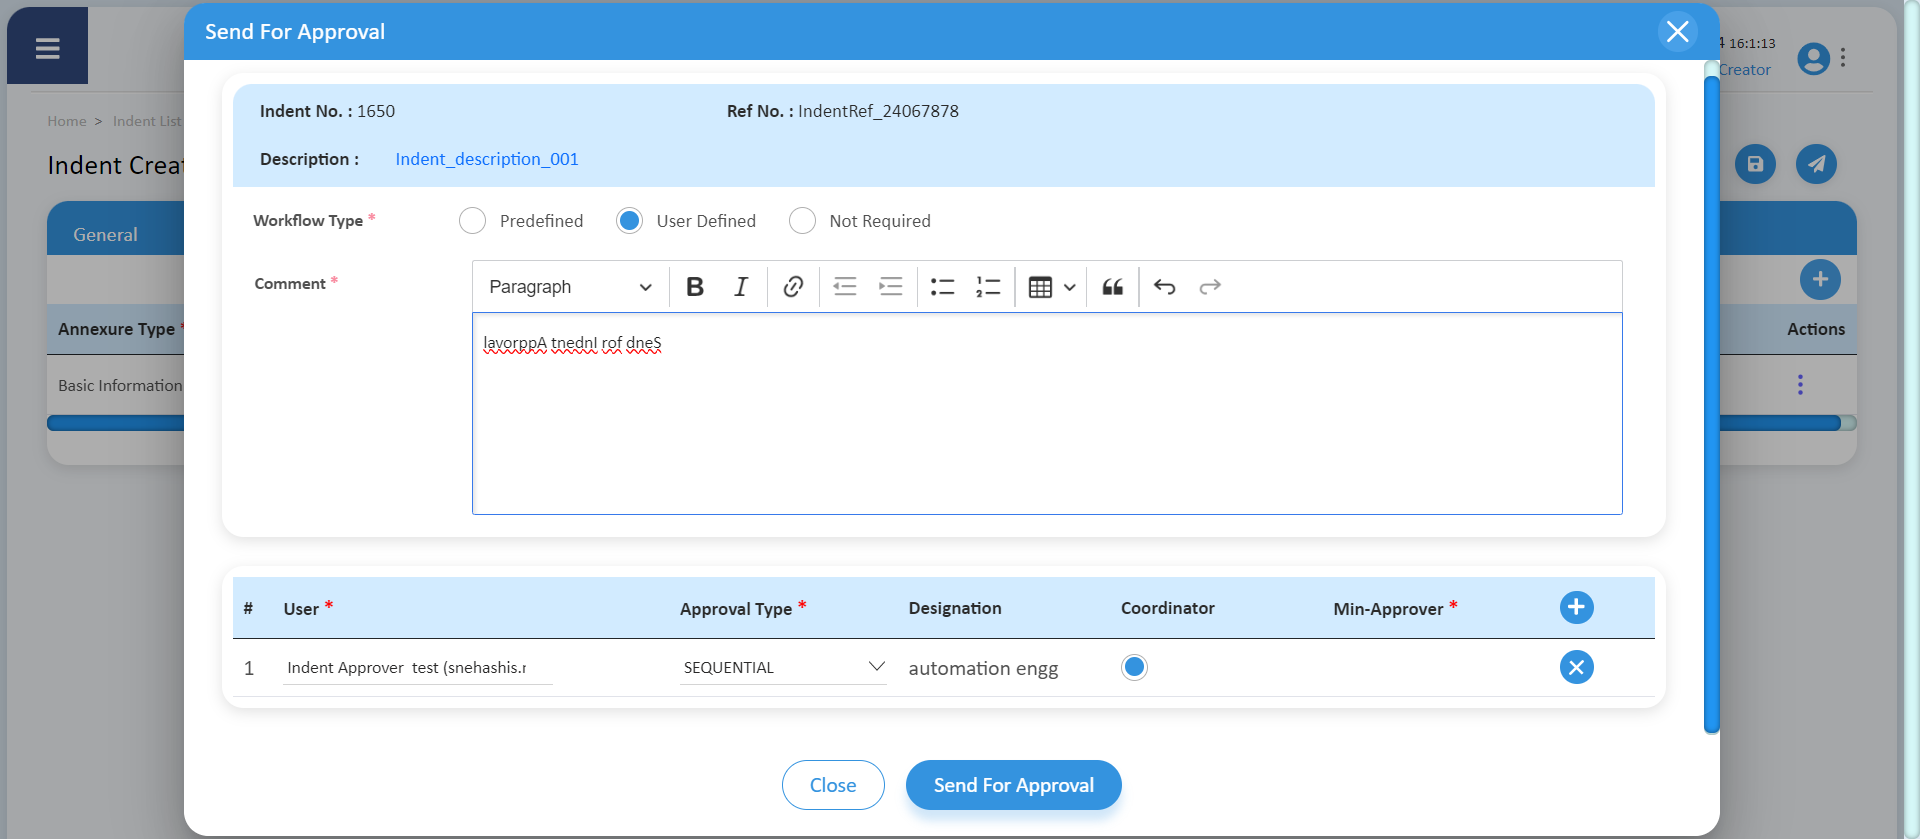 Send For Approval
4 16:1:13
Creator
Home > Indent List
Indent Creat
General
Annexure Type *
Actions
Basic Information
Indent No. : 1650
Ref No. : IndentRef_24067878
Description : Indent_description_001
Workflow Type * Predefined User Defined Not Required
Comment *
Paragraph
B I
lavorppA tnednI rof dneS
# User * Approval Type * Designation Coordinator Min-Approver *
1 Indent Approver test (snehashis.r SEQUENTIAL automation engg
Close Send For Approval